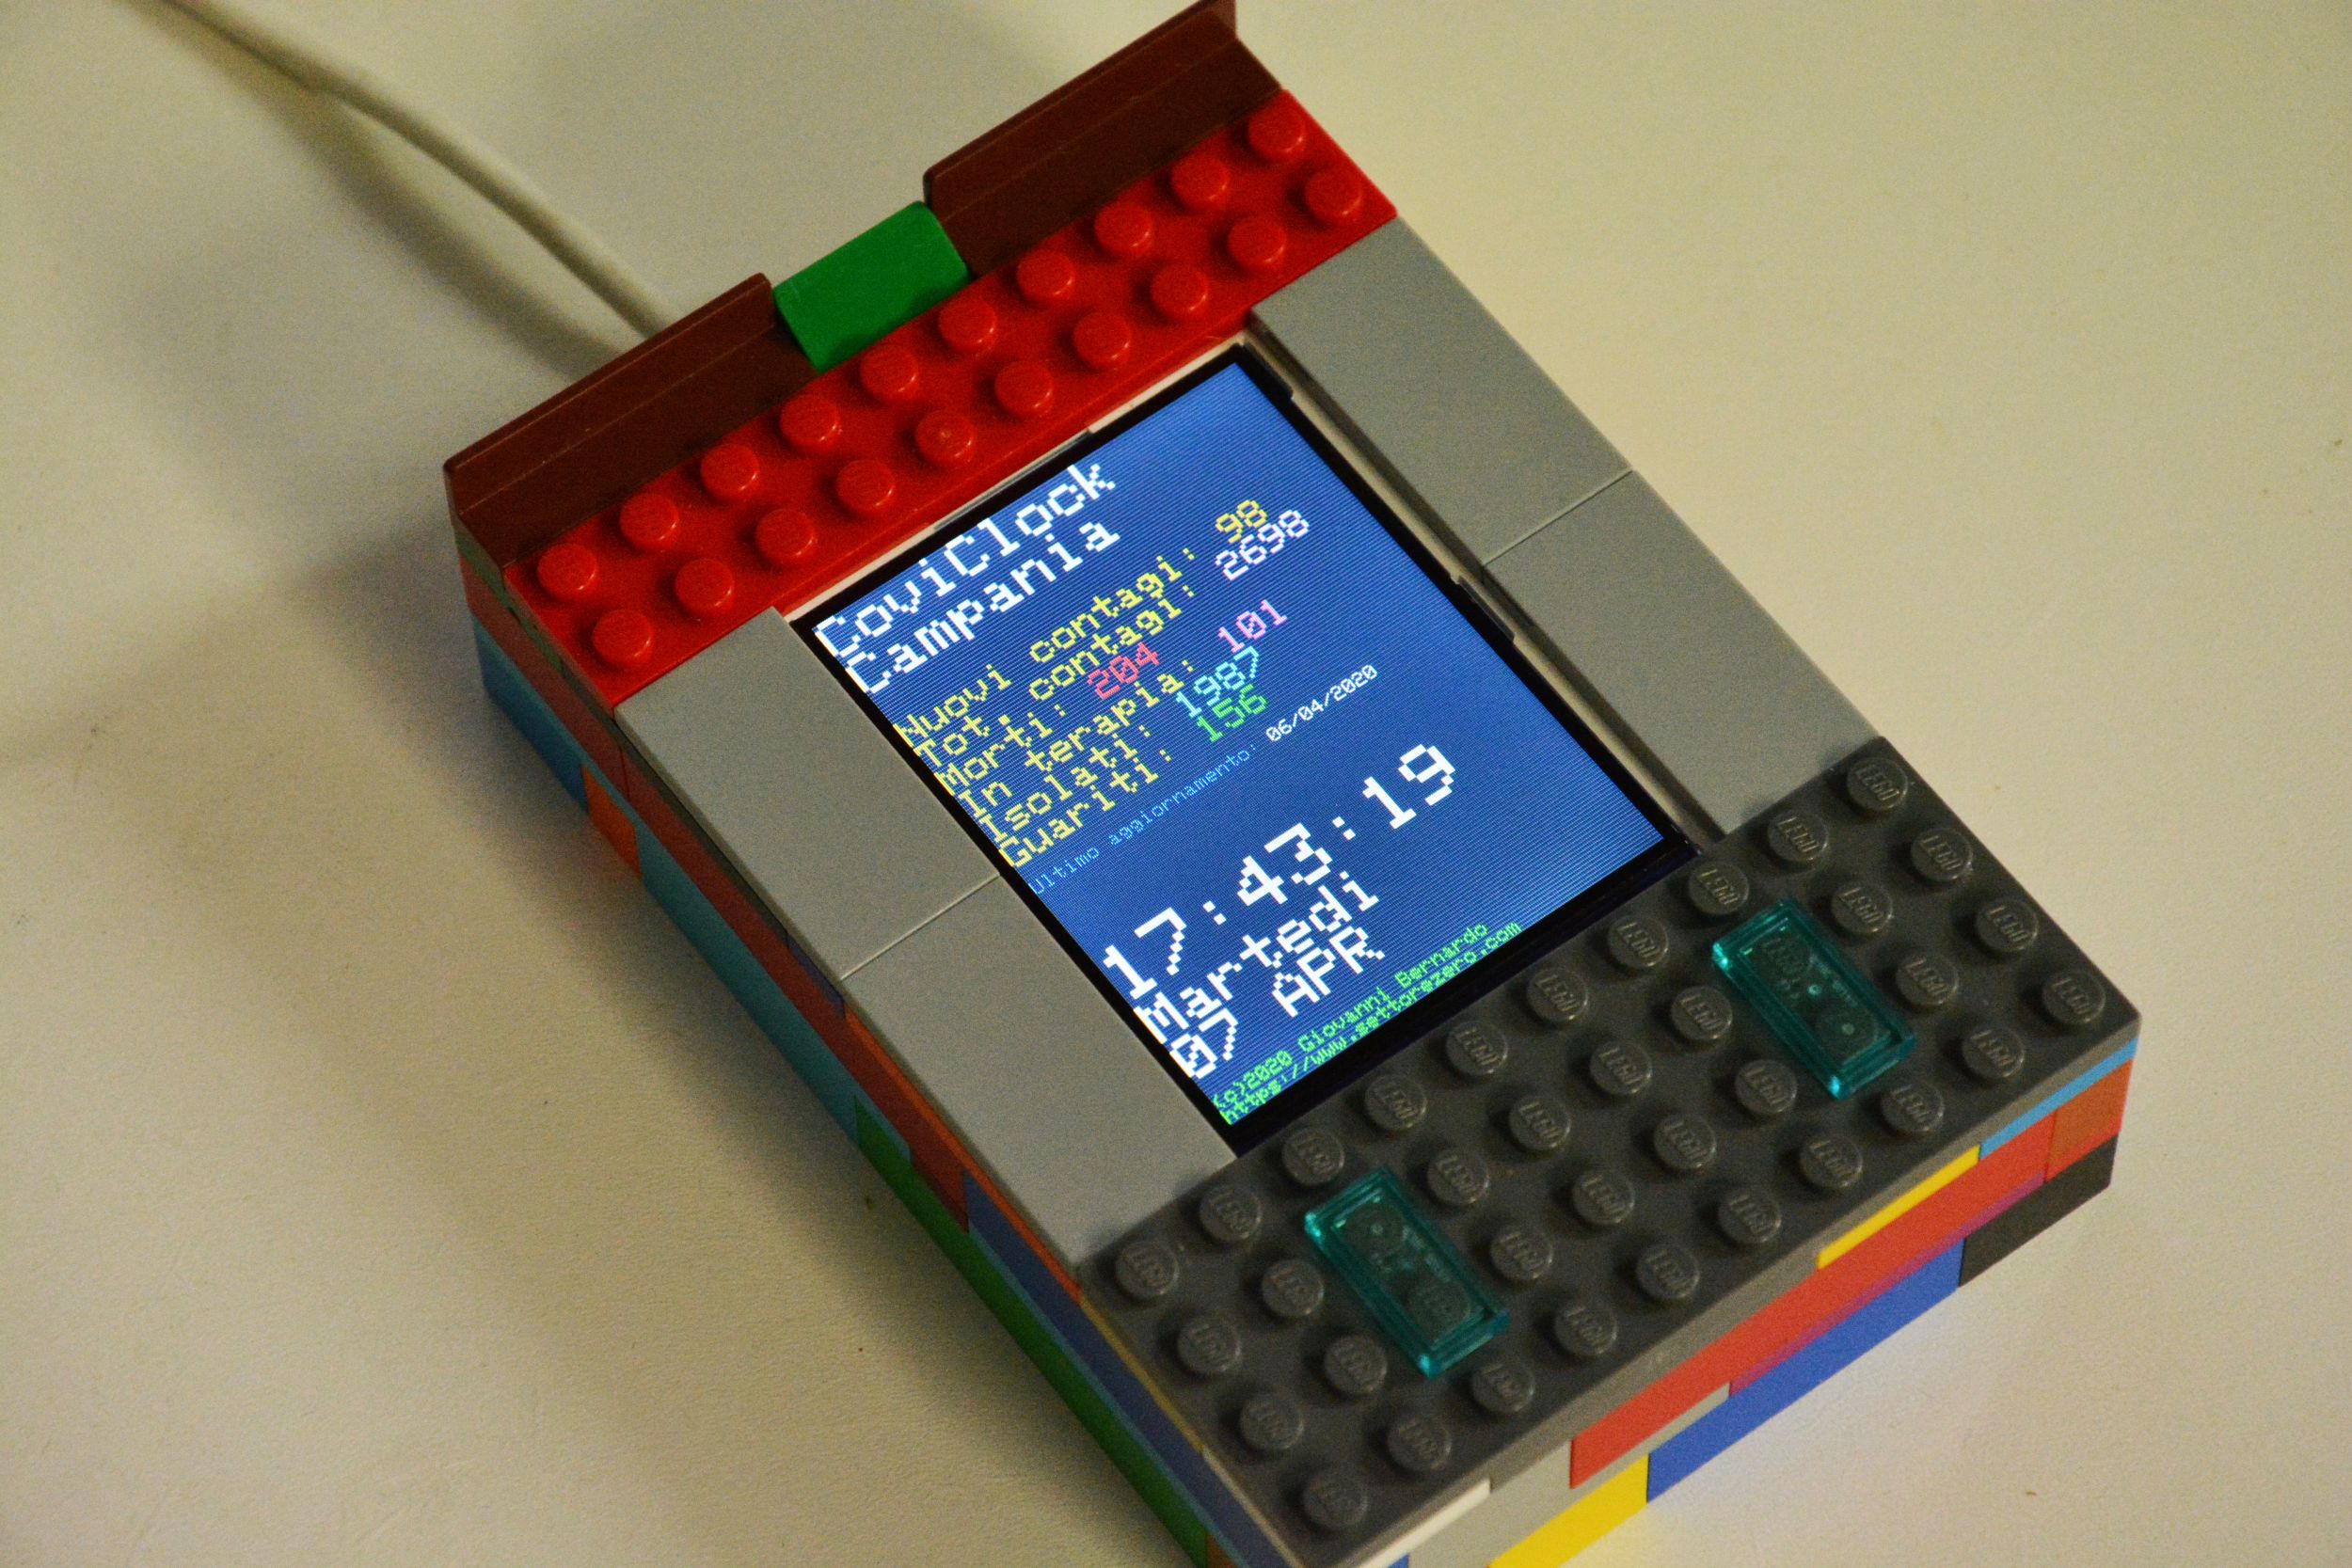 CoviClock
Campania
Nuovi contagi: 98
Tot. contagi: 2698
Morti: 204
In terapia: 101
Isolati: 1987
Guariti: 156
Ultimo aggiornamento: 06/04/2020
17:43:19
Martedi
07 APR
(c)2020 Giovanni Bernardo
https://www.settorezero.com
LEGO